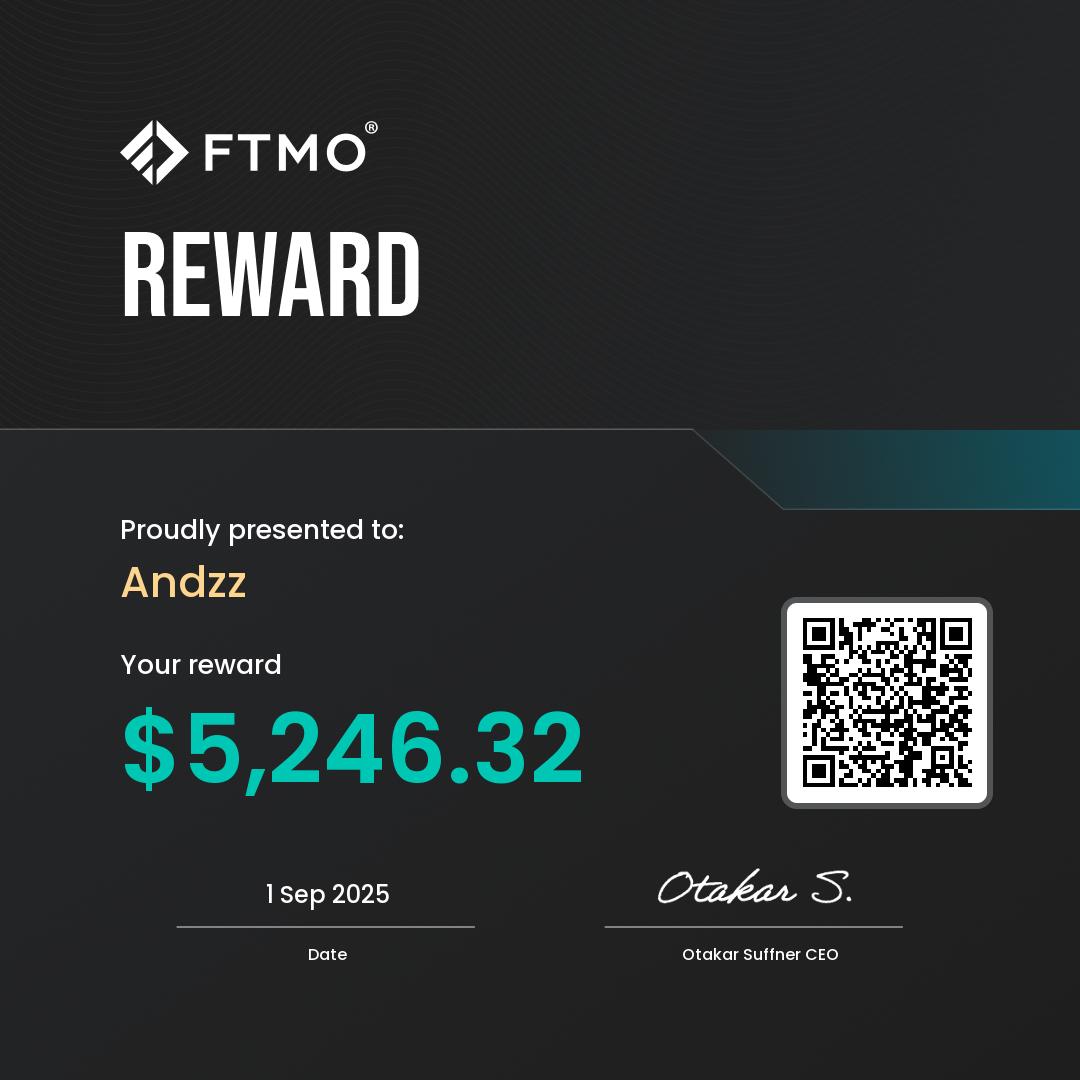 FTMO®
REWARD
Proudly presented to:
Andzz
Your reward
$5,246.32
1 Sep 2025
Date
Otakar S.
Otakar Suffner CEO